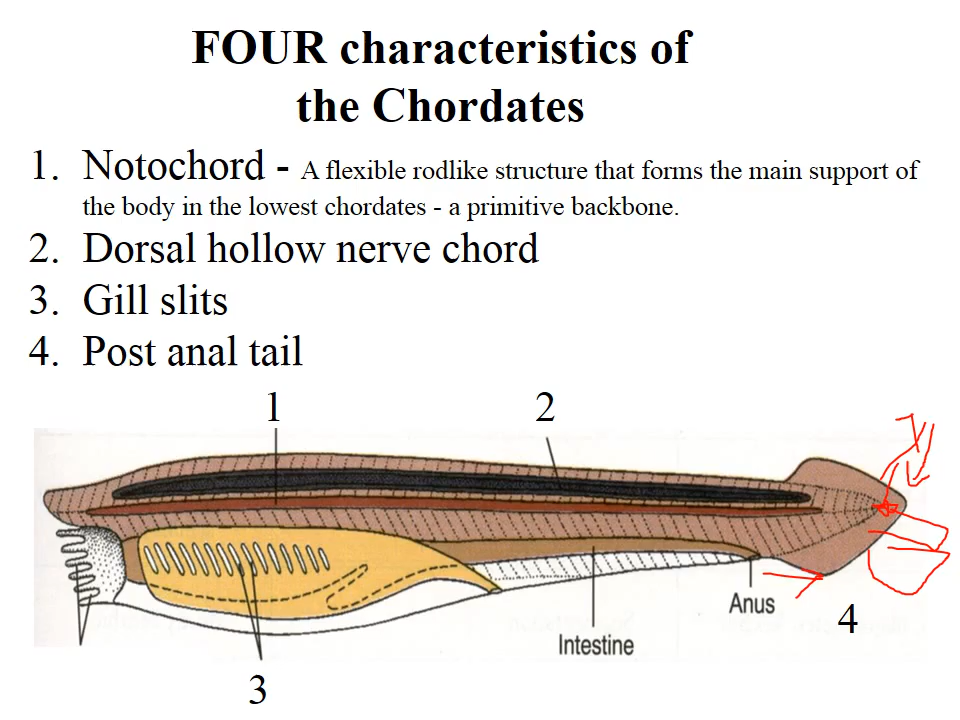 FOUR characteristics of
the Chordates
1. Notochord - A flexible rodlike structure that forms the main support of
the body in the lowest chordates - a primitive backbone.
2. Dorsal hollow nerve chord
3. Gill slits
4. Post anal tail
1
2
Anus
4
Intestine
3